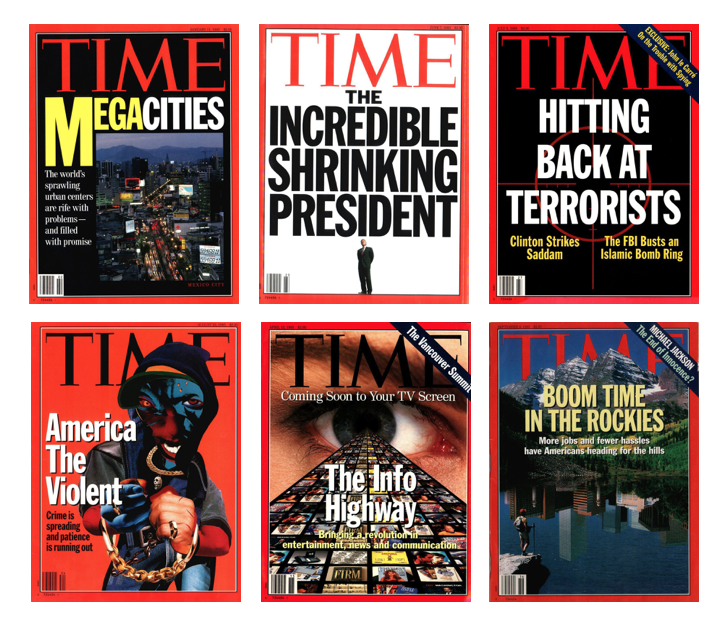 TIME
MEGACITIES
The world's
sprawling
urban centers
are rife with
problems—
and filled
with promise
MEXICO CITY
TIME
THE
INCREDIBLE
SHRINKING
PRESIDENT
EXCLUSIVE: John le Carré
On the Trouble with Spying
TIME
HITTING
BACK AT
TERRORISTS
Clinton Strikes
Saddam
The FBI Busts an
Islamic Bomb Ring
TIME
America
The
Violent
Crime is
spreading
and patience
is running out
The Vancouver Summit
TIME
Coming Soon to Your TV Screen
The Info
Highway
Bringing a revolution in
entertainment, news and communication
FIRM
MICHAEL JACKSON
The End of Innocence?
TIME
BOOM TIME
IN THE ROCKIES
More jobs and fewer hassles
have Americans heading for the hills